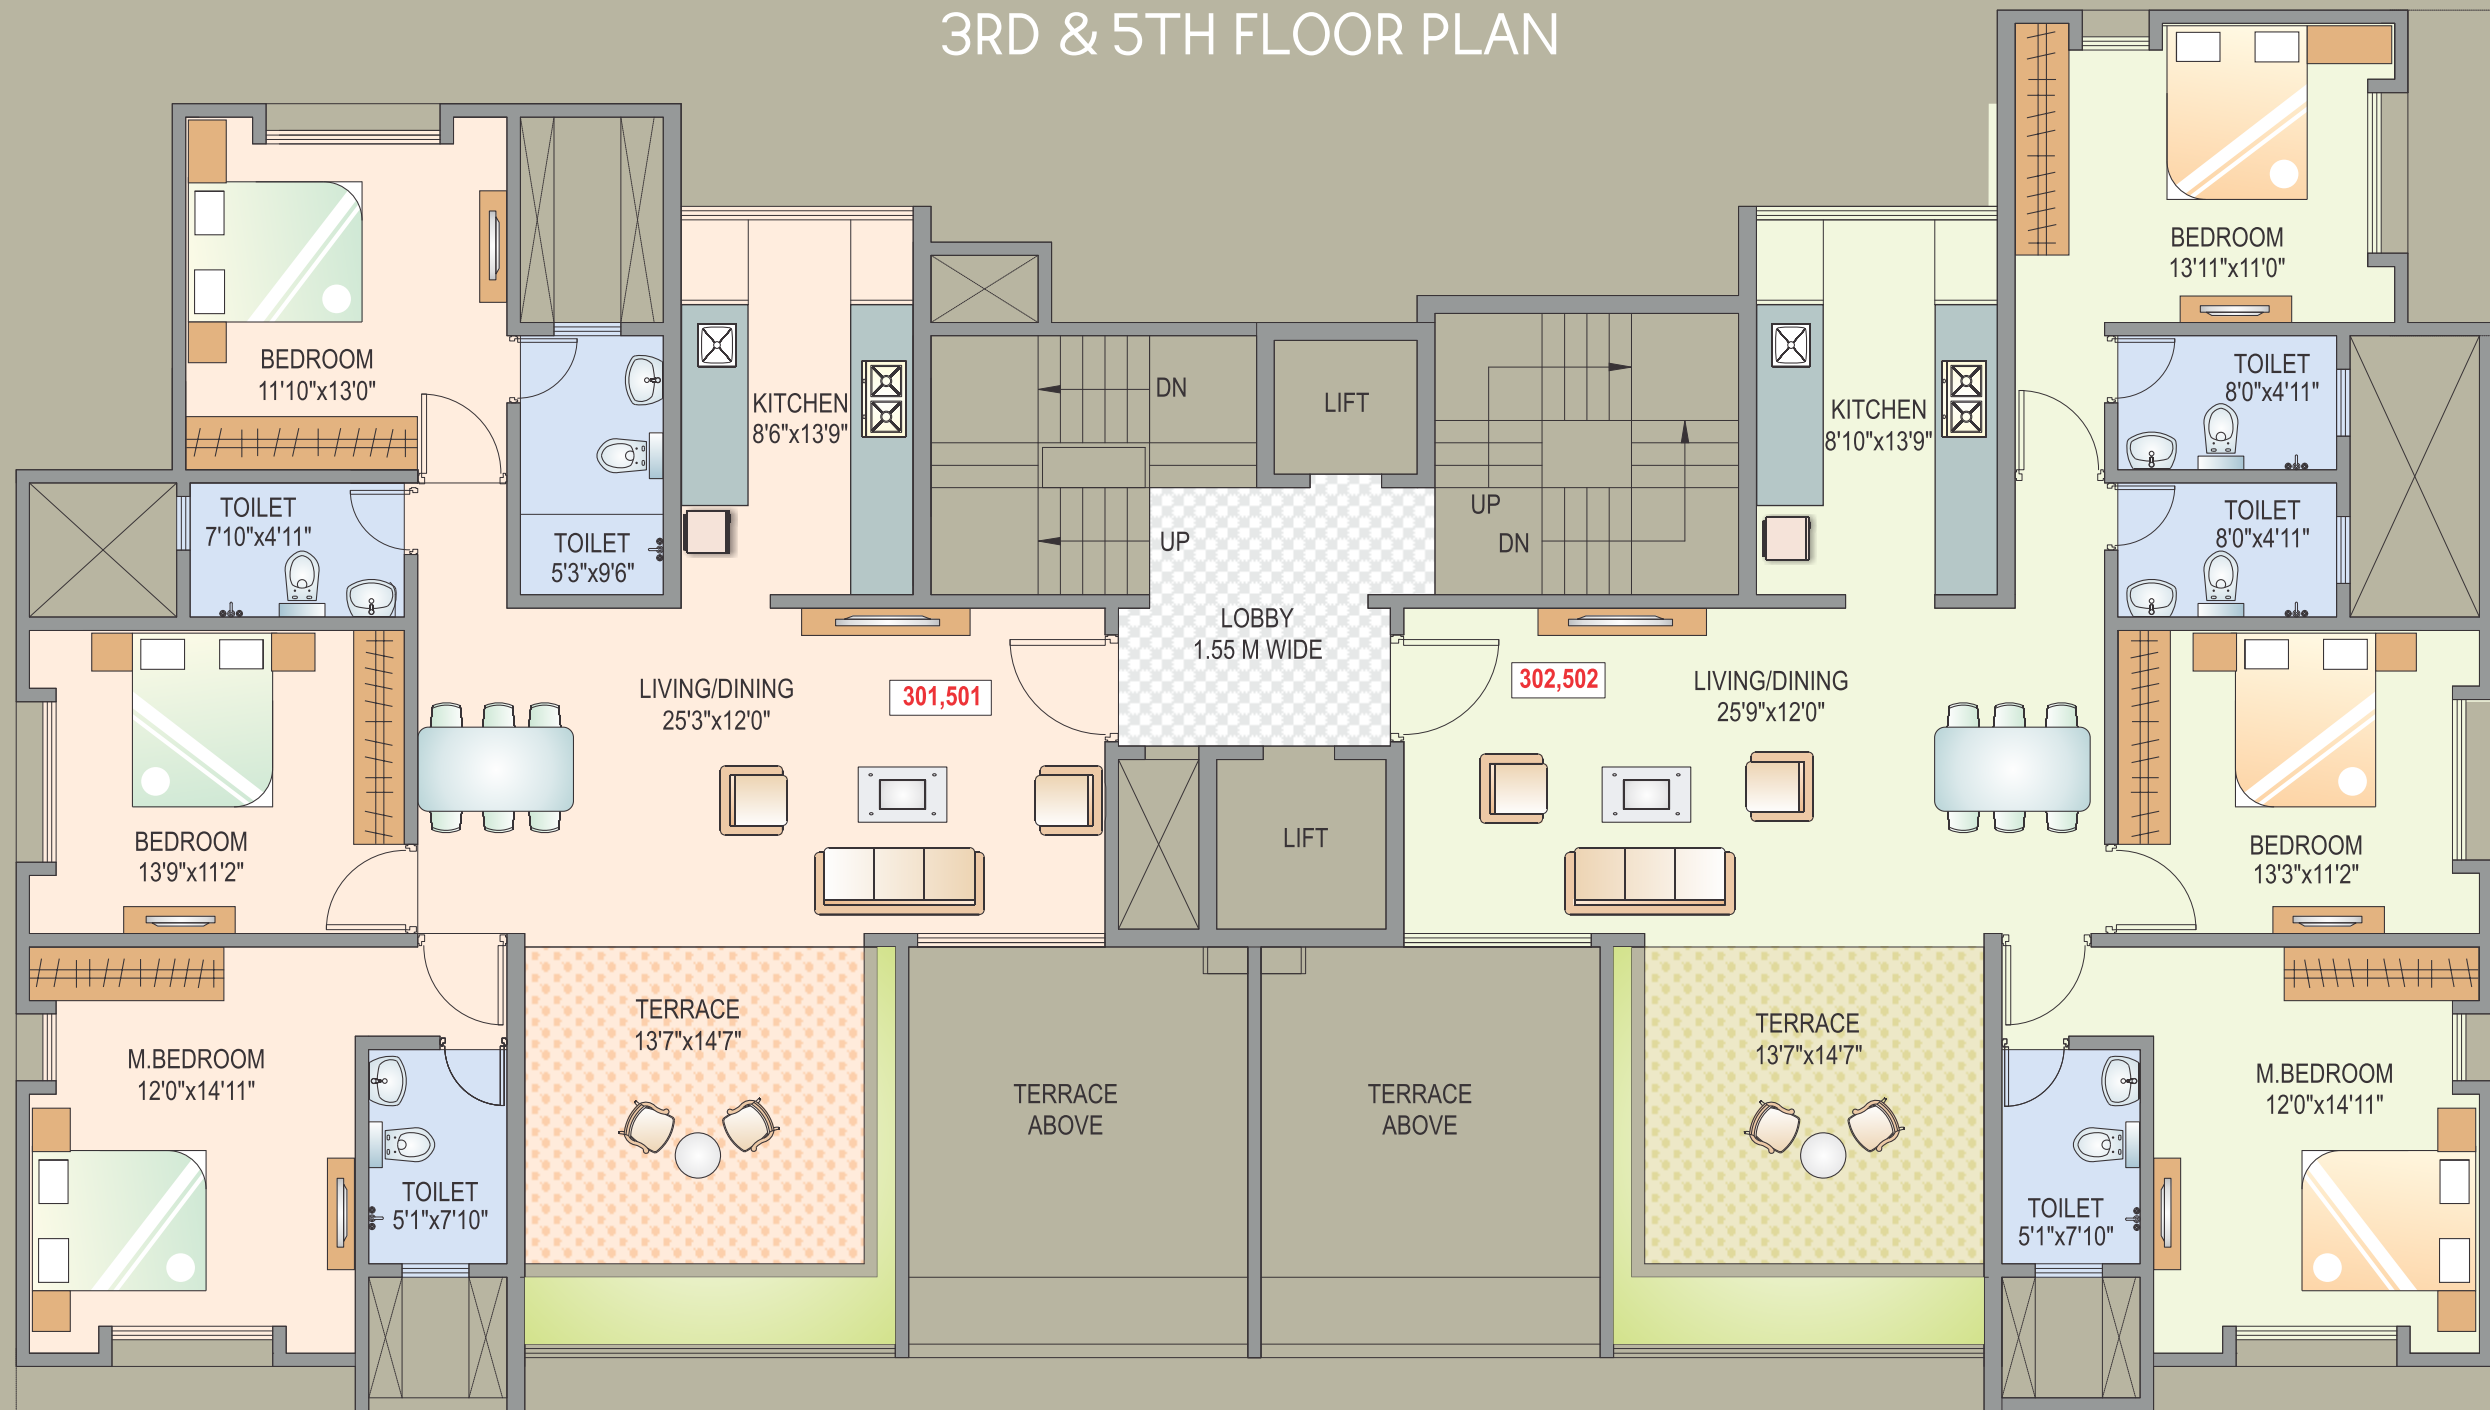 3RD & 5TH FLOOR PLAN
BEDROOM
11'10"x13'0"
TOILET
7'10"x4'11"
TOILET
5'3"x9'6"
KITCHEN
8'6"x13'9"
DN
UP
LIFT
UP
DN
KITCHEN
8'10"x13'9"
BEDROOM
13'11"x11'0"
TOILET
8'0"x4'11"
TOILET
8'0"x4'11"
LOBBY
1.55 M WIDE
LIVING/DINING
25'3"x12'0"
301,501
302,502
LIVING/DINING
25'9"x12'0"
BEDROOM
13'9"x11'2"
LIFT
BEDROOM
13'3"x11'2"
M.BEDROOM
12'0"x14'11"
TOILET
5'1"x7'10"
TERRACE
13'7"x14'7"
TERRACE
ABOVE
TERRACE
ABOVE
TERRACE
13'7"x14'7"
TOILET
5'1"x7'10"
M.BEDROOM
12'0"x14'11"